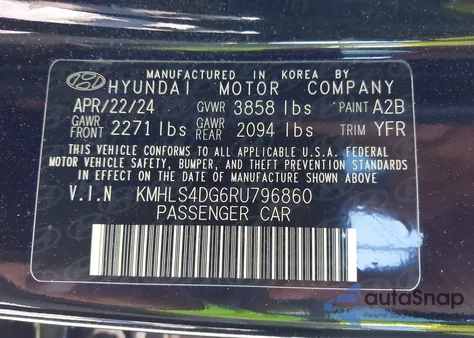 MANUFACTURED IN KOREA BY
HYUNDAI MOTOR COMPANY
APR/22/24 GVWR 3858 lbs PAINT A2B
GAWR FRONT 2271 lbs GAWR REAR 2094 lbs TRIM YFR
THIS VEHICLE CONFORMS TO ALL APPLICABLE U.S.A. FEDERAL
MOTOR VEHICLE SAFETY, BUMPER, AND THEFT PREVENTION STANDARDS
IN EFFECT ON THE DATE OF MANUFACTURE SHOWN ABOVE.
V.I.N KMHLS4DG6RU796860
PASSENGER CAR
autaSnap